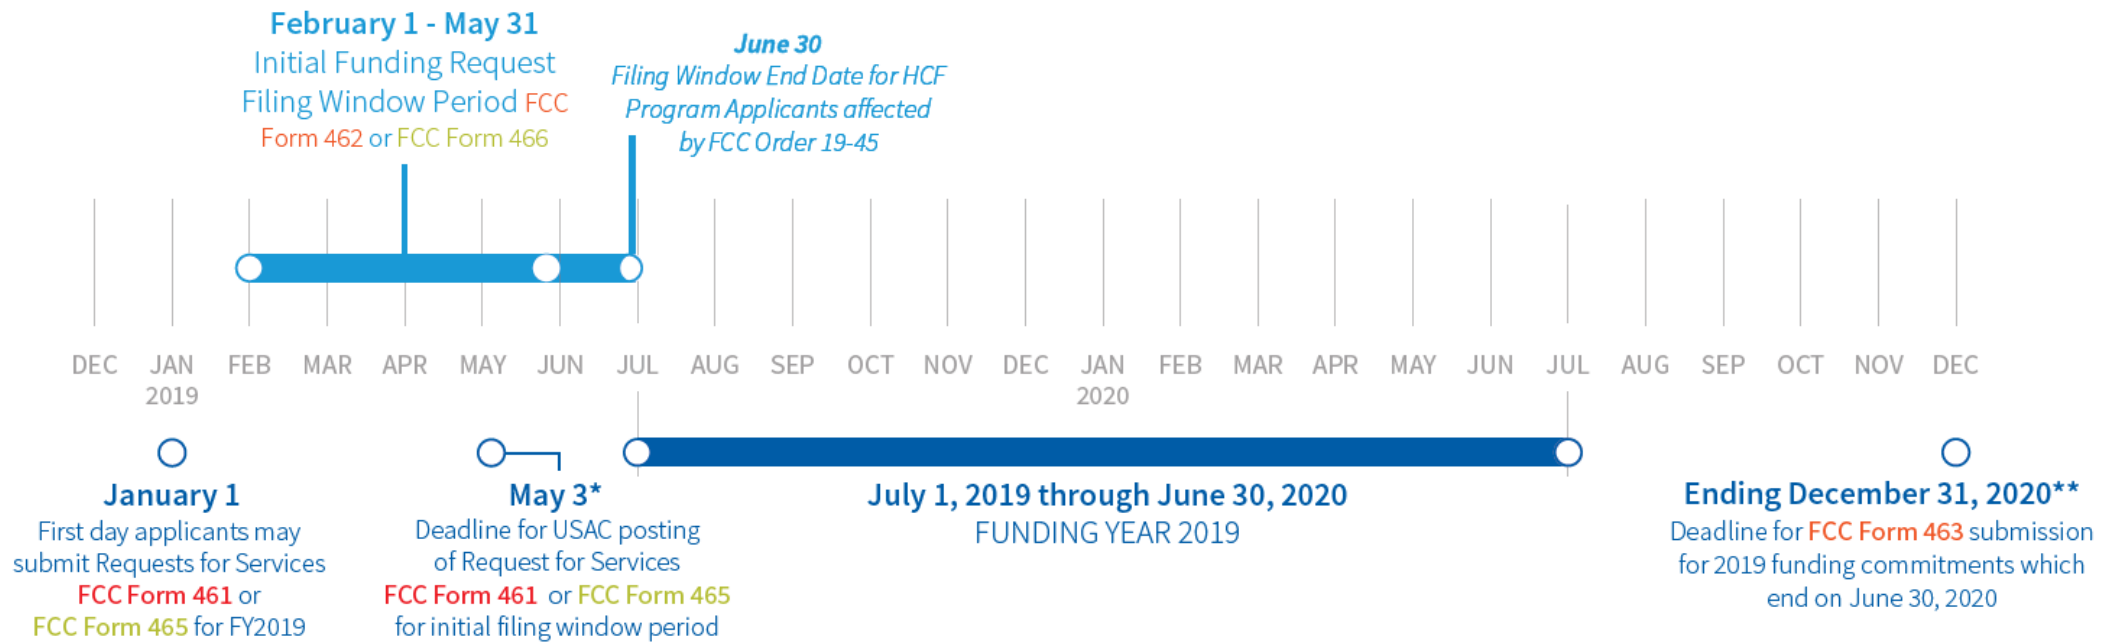 February 1 - May 31
Initial Funding Request
Filing Window Period FCC
Form 462 or FCC Form 466
June 30
Filing Window End Date for HCF
Program Applicants affected
by FCC Order 19-45
DEC JAN FEB MAR APR MAY JUN JUL AUG SEP OCT NOV DEC JAN FEB MAR APR MAY JUN JUL AUG SEP OCT NOV DEC
2019 2020
January 1
First day applicants may
submit Requests for Services
FCC Form 461 or
FCC Form 465 for FY2019
May 3*
Deadline for USAC posting
of Request for Services
FCC Form 461 or FCC Form 465
for initial filing window period
July 1, 2019 through June 30, 2020
FUNDING YEAR 2019
Ending December 31, 2020**
Deadline for FCC Form 463 submission
for 2019 funding commitments which
end on June 30, 2020